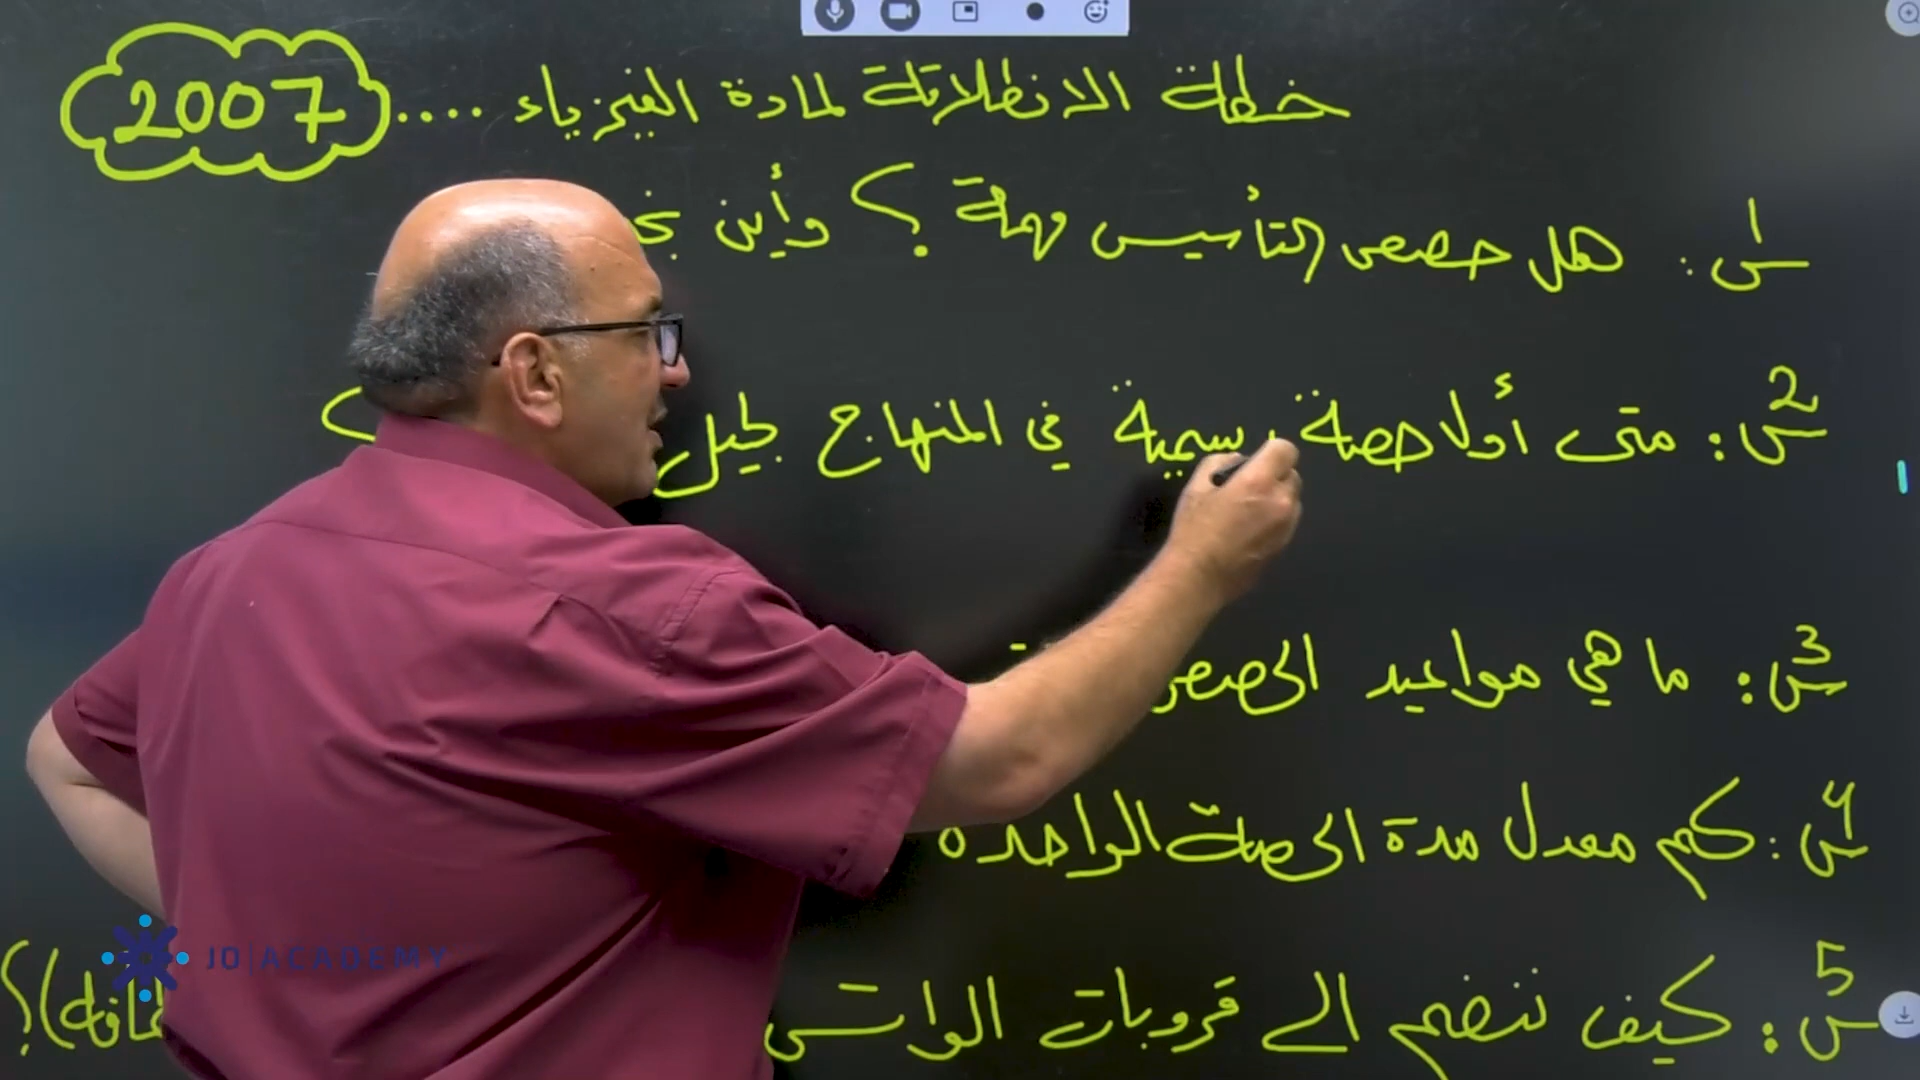 خطة الانطلاقة لمادة الفيزياء .... 2007
س1: هل حصص التأسيس مهمة ؟ وأين
س2: متى أول حصة رسمية في المنهاج لجيل ؟
س3: ما هي مواعيد الحصص
س4: كم معدل مدة الحصة الواحدة
س5: كيف ننضم الى قروبات الواتس ؟
JO ACADEMY